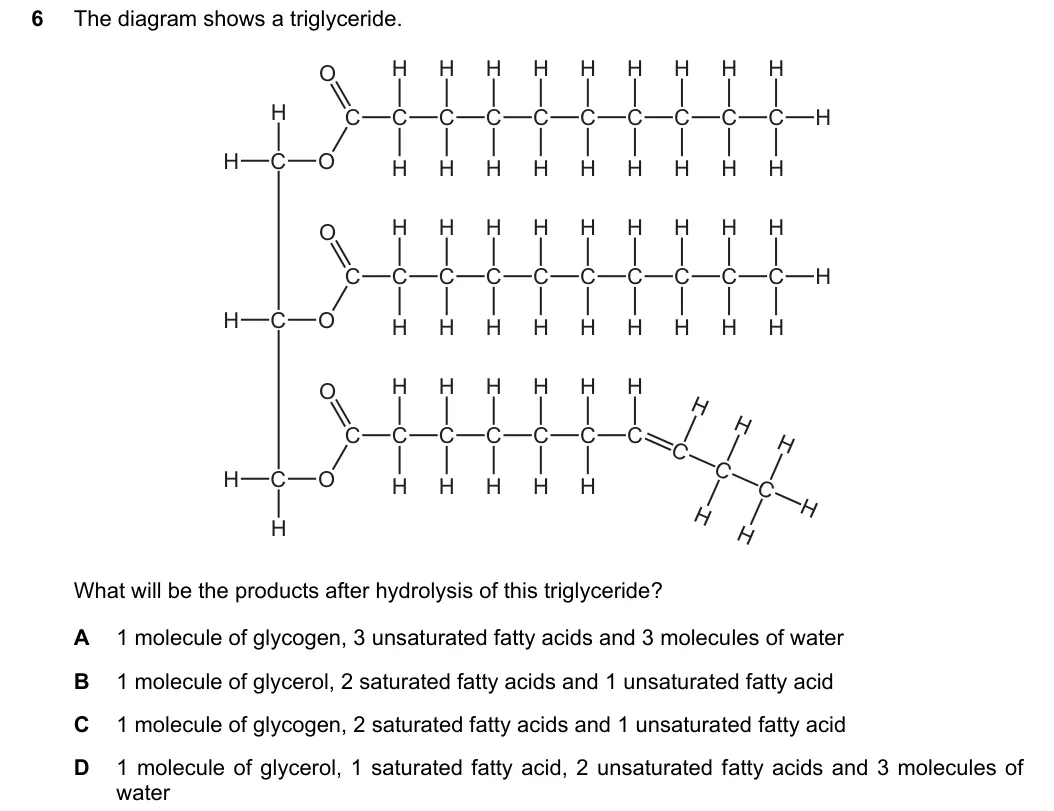 6 The diagram shows a triglyceride.
O H H H H H H H H H
H C C C C C C C C C C H
H C O H H H H H H H H H
O H H H H H H H H H
C C C C C C C C C C H
H C O H H H H H H H H H
O H H H H H H H H H H
C C C C C C C C C C
H C O H H H H H H H H
H
What will be the products after hydrolysis of this triglyceride?
A 1 molecule of glycogen, 3 unsaturated fatty acids and 3 molecules of water
B 1 molecule of glycerol, 2 saturated fatty acids and 1 unsaturated fatty acid
C 1 molecule of glycogen, 2 saturated fatty acids and 1 unsaturated fatty acid
D 1 molecule of glycerol, 1 saturated fatty acid, 2 unsaturated fatty acids and 3 molecules of
water